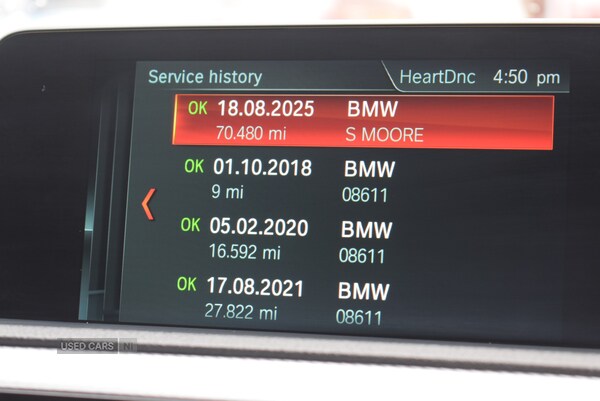 Service history HeartDnc 4:50 pm
OK 18.08.2025 BMW
70.480 mi S MOORE
OK 01.10.2018 BMW
9 mi 08611
OK 05.02.2020 BMW
16.592 mi 08611
OK 17.08.2021 BMW
27.822 mi 08611
USED CARS NI